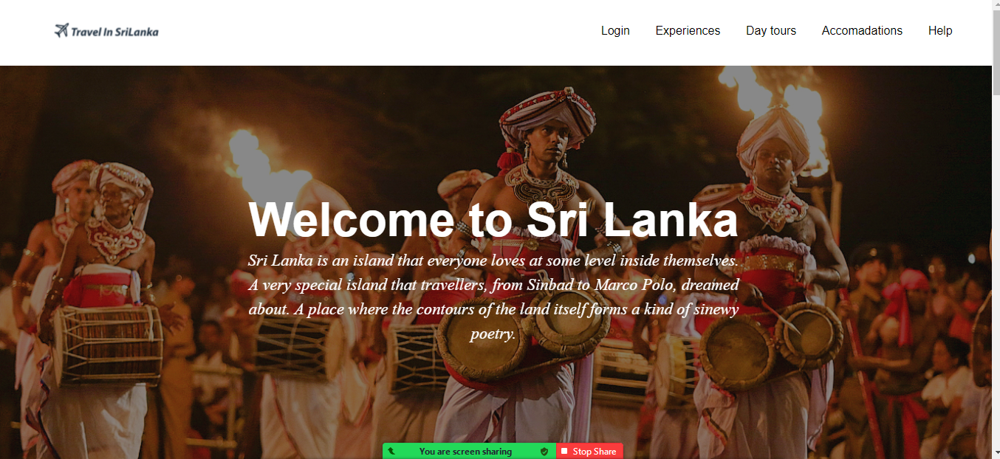 Travel In SriLanka
Login Experiences Day tours Accomadations Help
Welcome to Sri Lanka
Sri Lanka is an island that everyone loves at some level inside themselves.
A very special island that travellers, from Sinbad to Marco Polo, dreamed
about. A place where the contours of the land itself forms a kind of sinewy
poetry.
You are screen sharing Stop Share